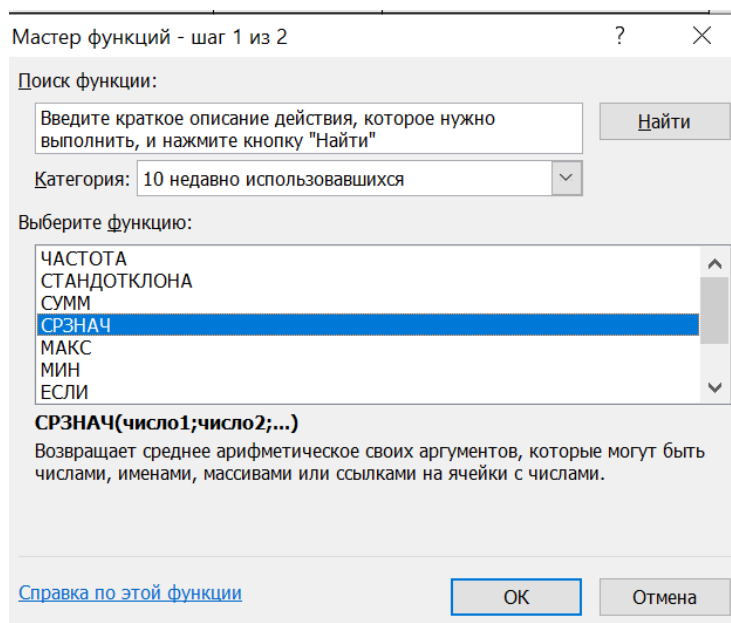 Мастер функций - шаг 1 из 2
?
Поиск функции:
Введите краткое описание действия, которое нужно
выполнить, и нажмите кнопку "Найти"
Найти
Категория: 10 недавно использовавшихся
Выберите функцию:
ЧАСТОТА
СТАНДОТКЛОНА
СУММ
СРЗНАЧ
МАКС
МИН
ЕСЛИ
СРЗНАЧ(число1;число2;...)
Возвращает среднее арифметическое своих аргументов, которые могут быть
числами, именами, массивами или ссылками на ячейки с числами.
Справка по этой функции
ОК
Отмена